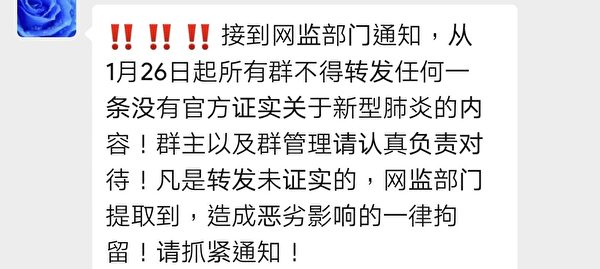 ‼️ ‼️ ‼️ 接到网监部门通知，从
1月26日起所有群不得转发任何一
条没有官方证实关于新型肺炎的内
容！群主以及群管理请认真负责对
待！凡是转发未证实的，网监部门
提取到，造成恶劣影响的一律拘
留！请抓紧通知！